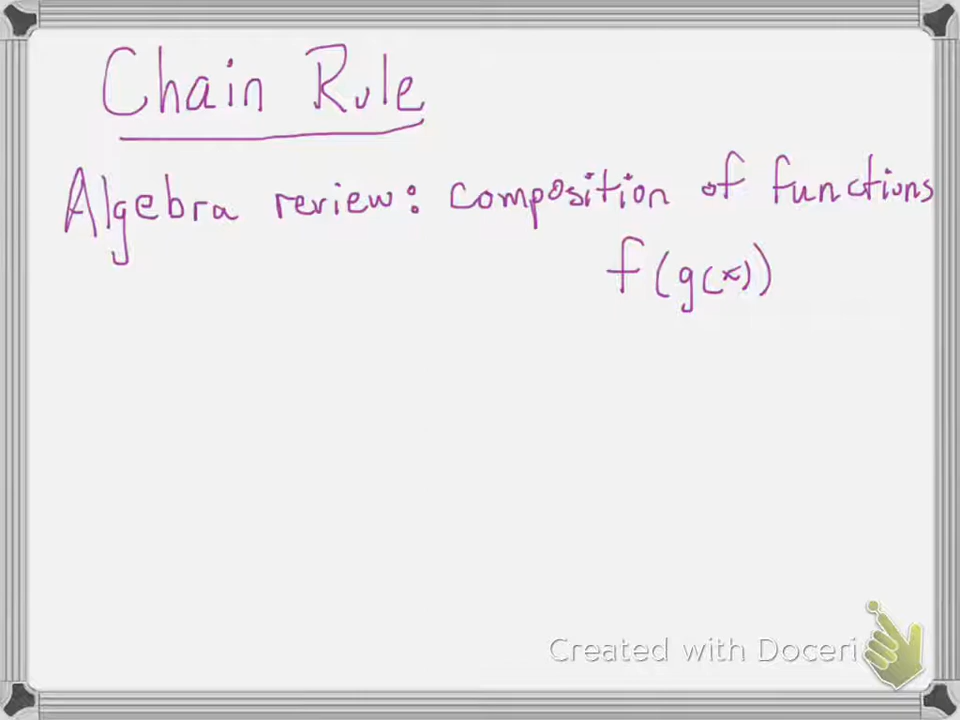 Chain Rule
Algebra review: composition of functions
f(g(x))
Created with Doceri